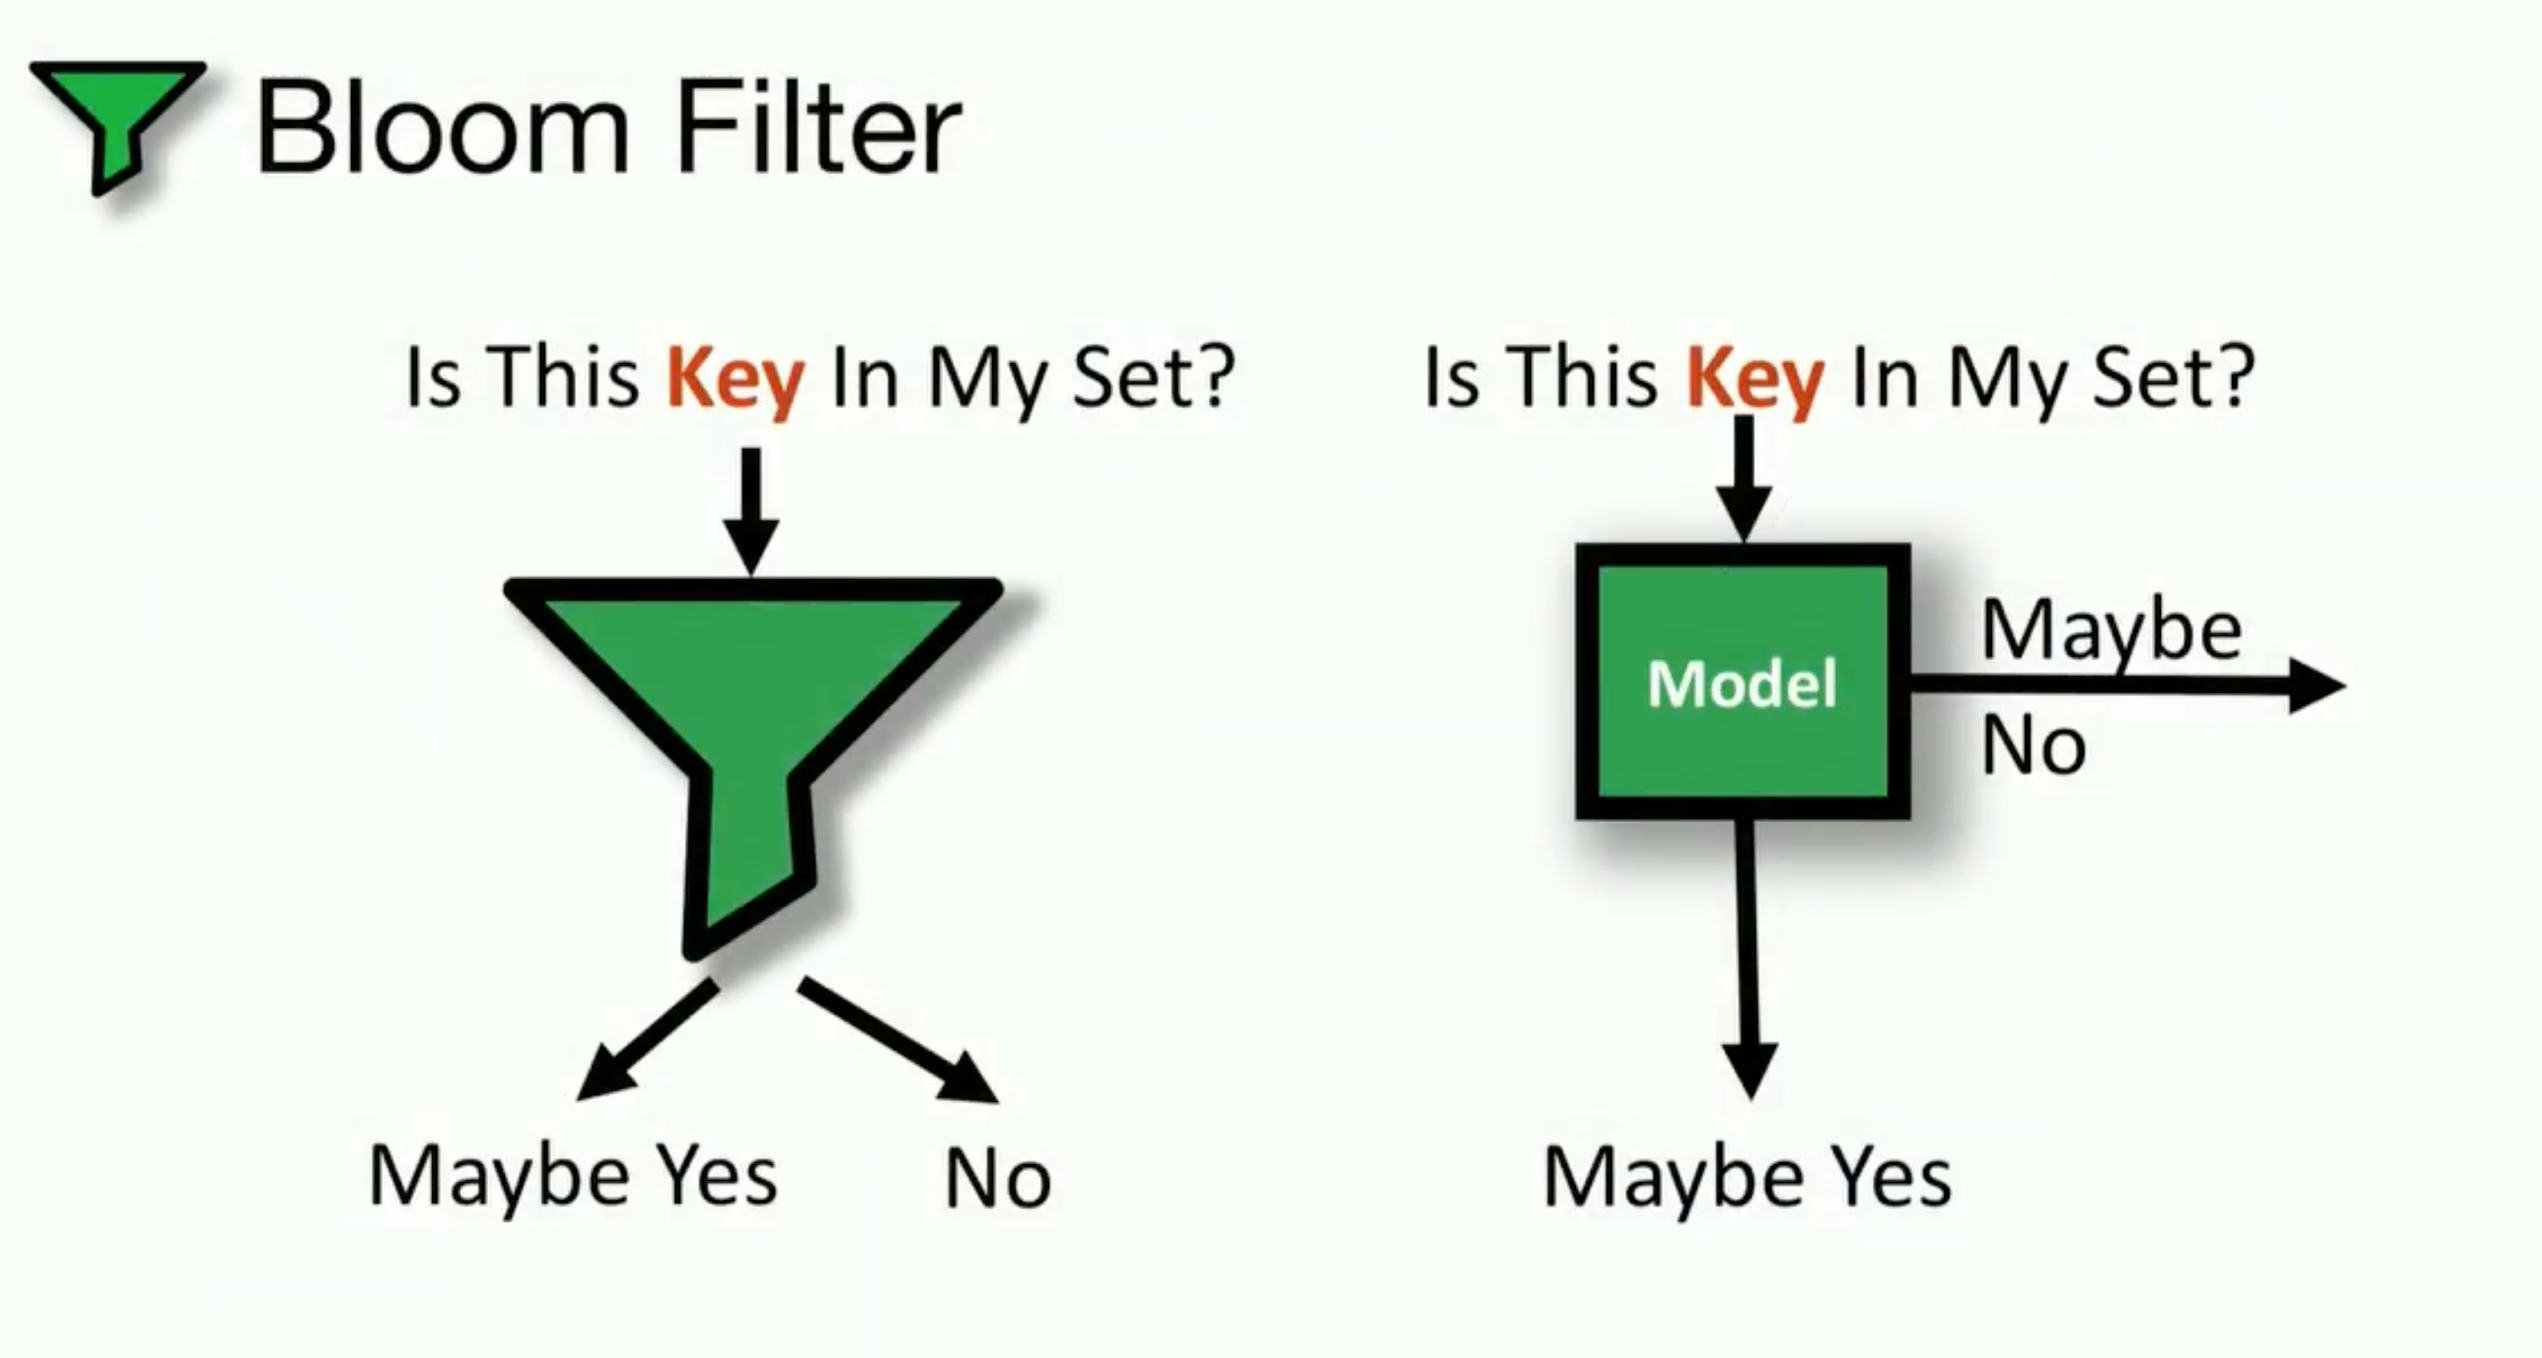 Bloom Filter
Is This Key In My Set?
Maybe Yes
No
Is This Key In My Set?
Model
Maybe
No
Maybe Yes